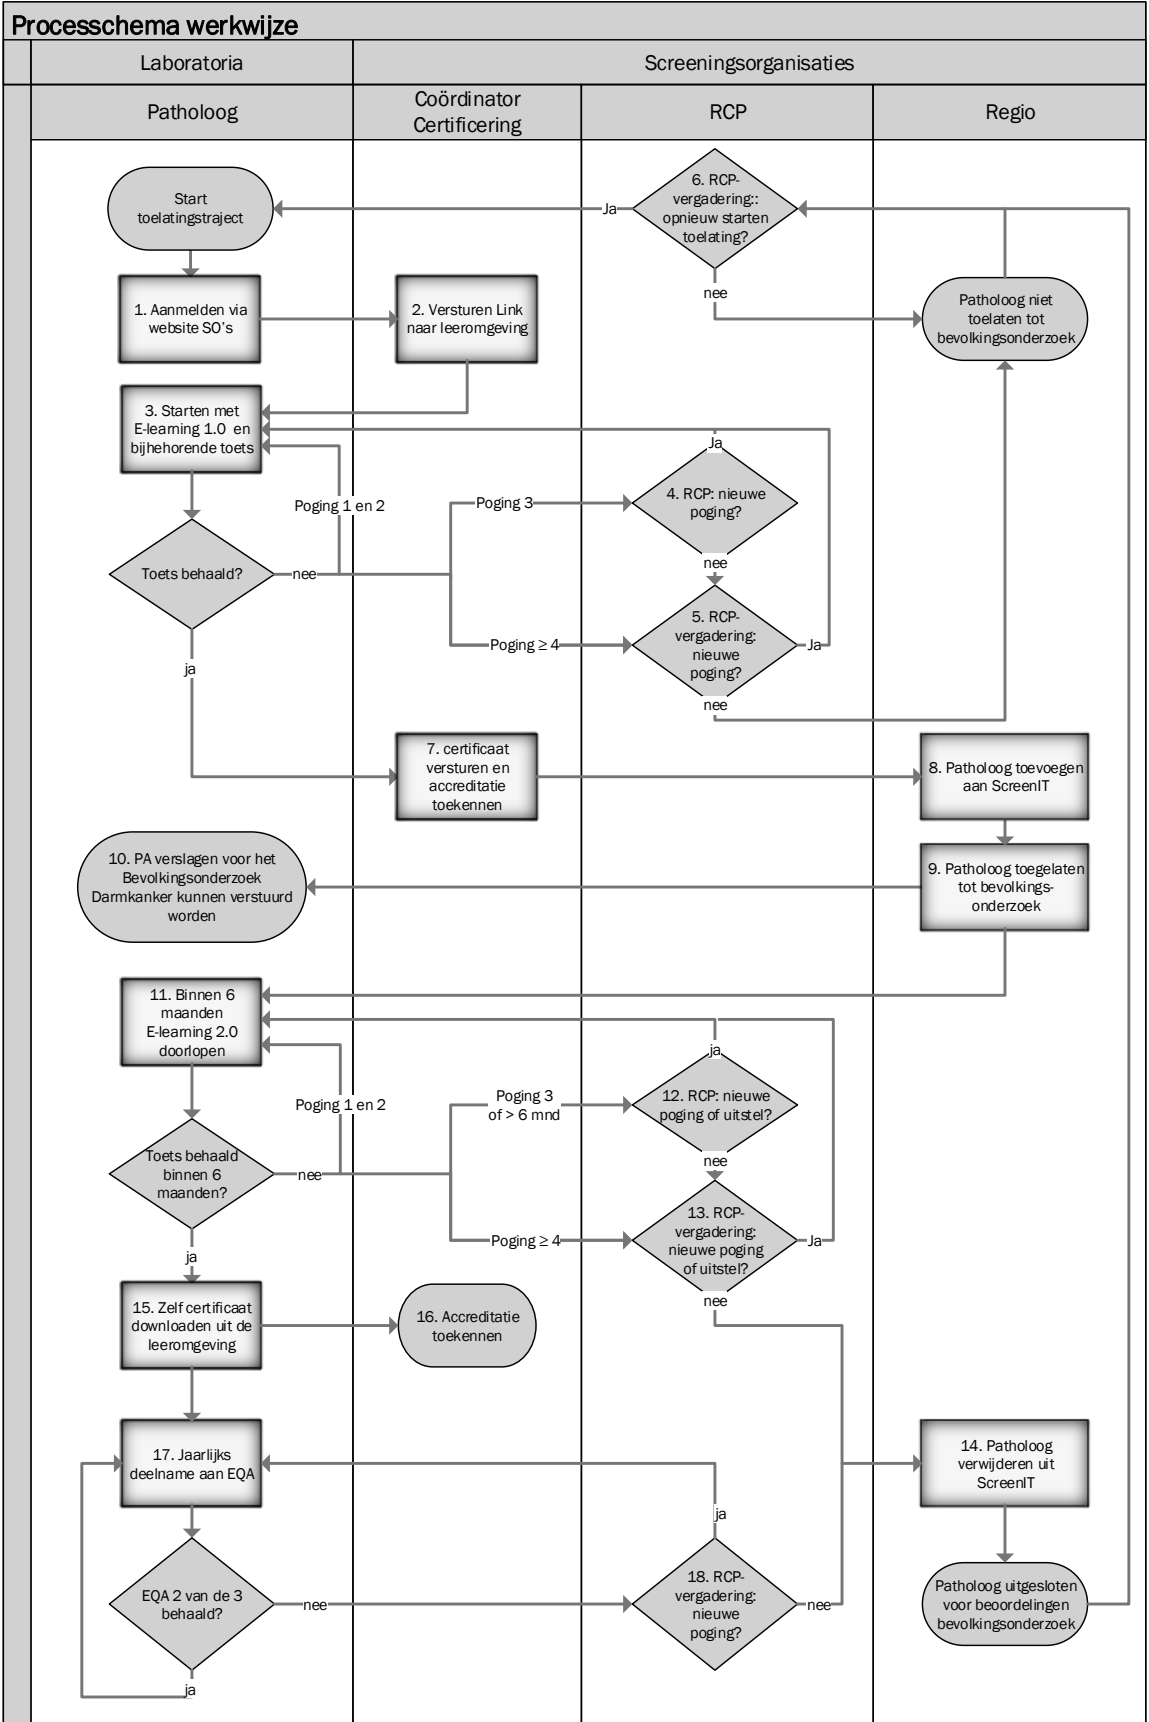 Processchema werkwijze
Laboratoria
Screeningsorganisaties
Patholoog
Coördinator
Certificering
RCP
Regio
Start
toelatingstraject
Ja
6. RCP-
vergadering::
opnieuw starten
toelating?
nee
Patholoog niet
toelaten tot
bevolkingsonderzoek
1. Aanmelden via
website SO's
2. Versturen Link
naar leeromgeving
3. Starten met
E-learning 1.0 en
bijhehorende toets
Ja
Poging 1 en 2
Poging 3
4. RCP: nieuwe
poging?
nee
Toets behaald?
nee
Poging ≥ 4
5. RCP-
vergadering:
nieuwe
poging?
Ja
nee
ja
7. certificaat
versturen en
accreditatie
toekennen
8. Patholoog toevoegen
aan ScreenIT
10. PA verslagen voor het
Bevolkingsonderzoek
Darmkanker kunnen verstuurd
worden
9. Patholoog toegelaten
tot bevolkings-
onderzoek
11. Binnen 6
maanden
E-learning 2.0
doorlopen
ja
Poging 1 en 2
Poging 3
of > 6 mnd
12. RCP: nieuwe
poging of uitstel?
nee
Toets behaald
binnen 6
maanden?
nee
Poging ≥ 4
13. RCP-
vergadering:
nieuwe poging
of uitstel?
Ja
nee
ja
15. Zelf certificaat
downloaden uit de
leeromgeving
16. Accreditatie
toekennen
17. Jaarlijks
deelname aan EQA
14. Patholoog
verwijderen uit
ScreenIT
ja
EQA 2 van de 3
behaald?
nee
18. RCP-
vergadering:
nieuwe
poging?
nee
Patholoog uitgesloten
voor beoordelingen
bevolkingsonderzoek
ja